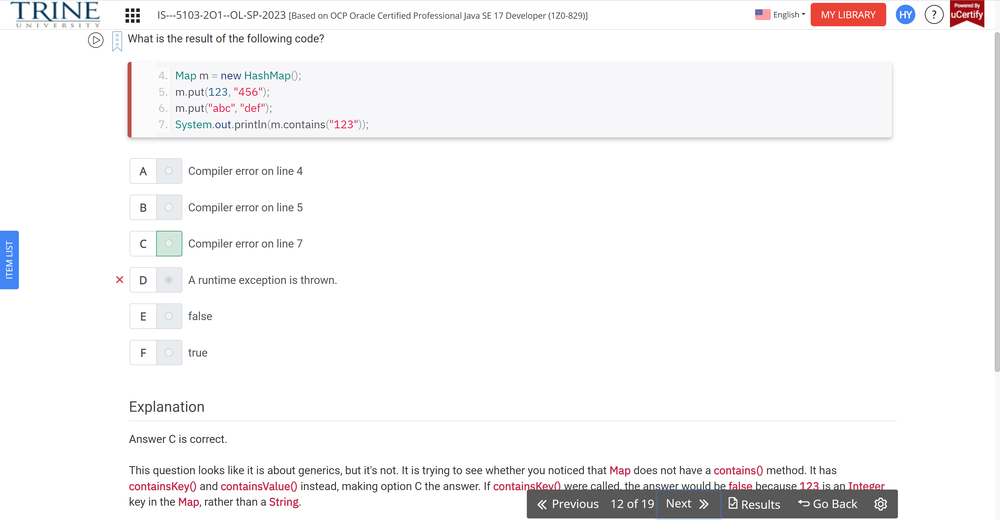 TRINE
UNIVERSITY
IS---5103-2O1--OL-SP-2023 [Based on OCP Oracle Certified Professional Java SE 17 Developer (1Z0-829)]
English
MY LIBRARY
HY
?
Powered By
uCertify
What is the result of the following code?
4. Map m = new HashMap();
5. m.put(123, "456");
6. m.put("abc", "def");
7. System.out.println(m.contains("123"));
A Compiler error on line 4
B Compiler error on line 5
C Compiler error on line 7
D A runtime exception is thrown.
E false
F true
ITEM LIST
Explanation
Answer C is correct.
This question looks like it is about generics, but it's not. It is trying to see whether you noticed that Map does not have a contains() method. It has
containsKey() and containsValue() instead, making option C the answer. If containsKey() were called, the answer would be false because 123 is an Integer
key in the Map, rather than a String.
Previous 12 of 19 Next Results Go Back